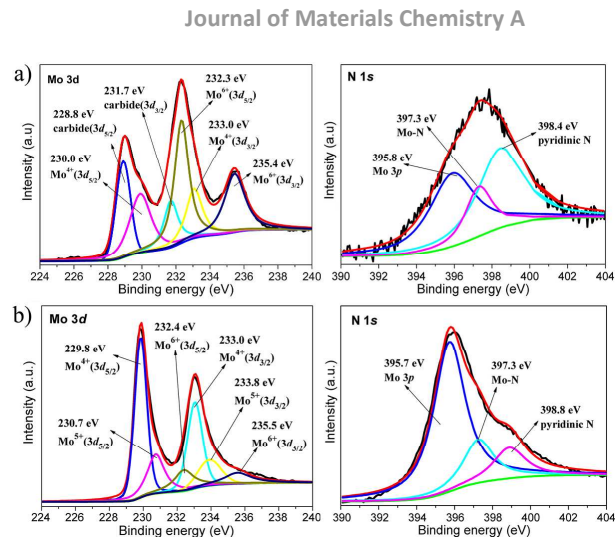 Journal of Materials Chemistry A
a)
Mo 3d
232.3 eV
Mo⁶⁺(3d₅/₂)
231.7 eV
carbide(3d₃/₂)
228.8 eV
carbide(3d₅/₂)
233.0 eV
Mo⁴⁺(3d₃/₂)
230.0 eV
Mo⁴⁺(3d₅/₂)
235.4 eV
Mo⁶⁺(3d₃/₂)
Intensity (a.u)
224 226 228 230 232 234 236 238 240
Binding energy (eV)
N 1s
397.3 eV
Mo-N
398.4 eV
pyridinic N
395.8 eV
Mo 3p
Intensity (a.u.)
390 392 394 396 398 400 402 404
Binding energy (eV)
b)
Mo 3d
232.4 eV
Mo⁶⁺(3d₅/₂)
229.8 eV
Mo⁴⁺(3d₅/₂)
233.0 eV
Mo⁴⁺(3d₃/₂)
233.8 eV
Mo⁵⁺(3d₃/₂)
230.7 eV
Mo⁵⁺(3d₅/₂)
235.5 eV
Mo⁶⁺(3d₃/₂)
Intensity (a.u.)
224 226 228 230 232 234 236 238 240
Binding energy (eV)
N 1s
395.7 eV
Mo 3p
397.3 eV
Mo-N
398.8 eV
pyridinic N
Intensity (a.u.)
390 392 394 396 398 400 402 404
Binding energy (eV)